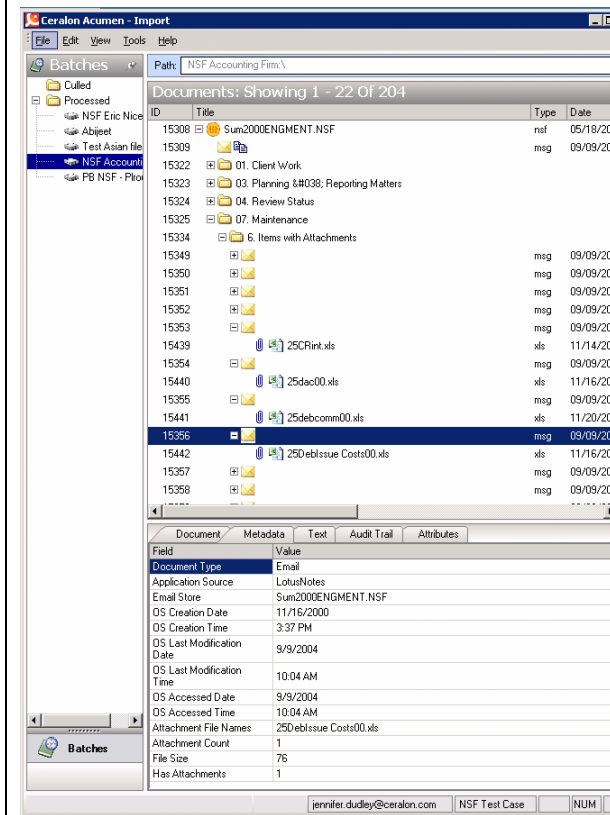 Ceralon Acumen - Import
File Edit View Tools Help
Batches
Path: NSF Accounting Firm:\
Culled
Processed
NSF Eric Nice
Abijeet
Test Asian file
NSF Accounti
PB NSF - Plro
Documents: Showing 1 - 22 Of 204
ID Title Type Date
15308 Sum2000ENGMENT.NSF nsf 05/18/20
15309 msg 09/09/20
15322 01. Client Work
15323 03. Planning &#038; Reporting Matters
15324 04. Review Status
15325 07. Maintenance
15334 6. Items with Attachments
15349 msg 09/09/20
15350 msg 09/09/20
15351 msg 09/09/20
15352 msg 09/09/20
15353 msg 09/09/20
15439 25CRint.xls xls 11/14/20
15354 msg 09/09/20
15440 25dac00.xls xls 11/16/20
15355 msg 09/09/20
15441 25debcomm00.xls xls 11/20/20
15356 msg 09/09/20
15442 25DebIssue Costs00.xls xls 11/16/20
15357 msg 09/09/20
15358 msg 09/09/20
Document Metadata Text Audit Trail Attributes
Field Value
Document Type Email
Application Source LotusNotes
Email Store Sum2000ENGMENT.NSF
OS Creation Date 11/16/2000
OS Creation Time 3:37 PM
OS Last Modification Date 9/9/2004
OS Last Modification Time 10:04 AM
OS Accessed Date 9/9/2004
OS Accessed Time 10:04 AM
Attachment File Names 25DebIssue Costs00.xls
Attachment Count 1
File Size 76
Has Attachments 1
Batches
jennifer.dudley@ceralon.com NSF Test Case NUM